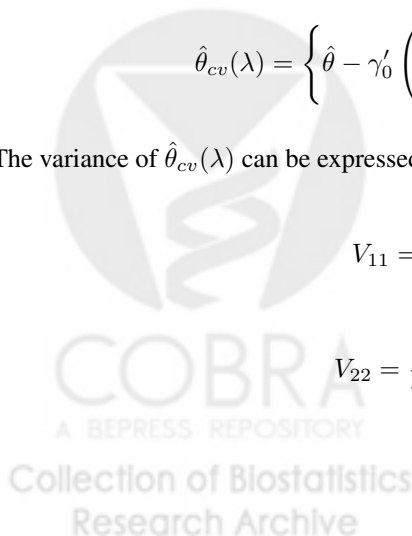 θ̂_cv(λ) = { θ̂ − γ′_0 (
The variance of θ̂_cv(λ) can be expressed
V_11 =
V_22 =
COBRA
A BEPRESS REPOSITORY
Collection of Biostatistics
Research Archive